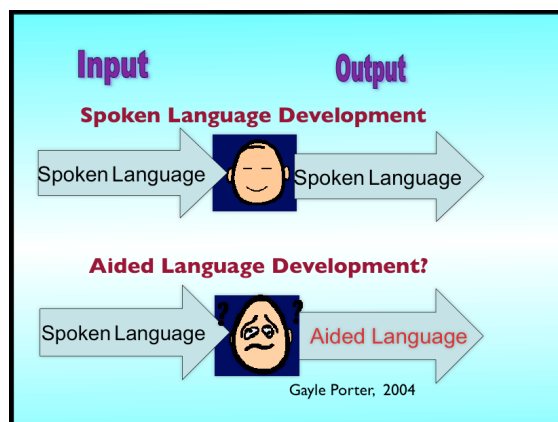 Input
Output
Spoken Language Development
Spoken Language
Spoken Language
Aided Language Development?
? ?
Spoken Language
Aided Language
Gayle Porter, 2004